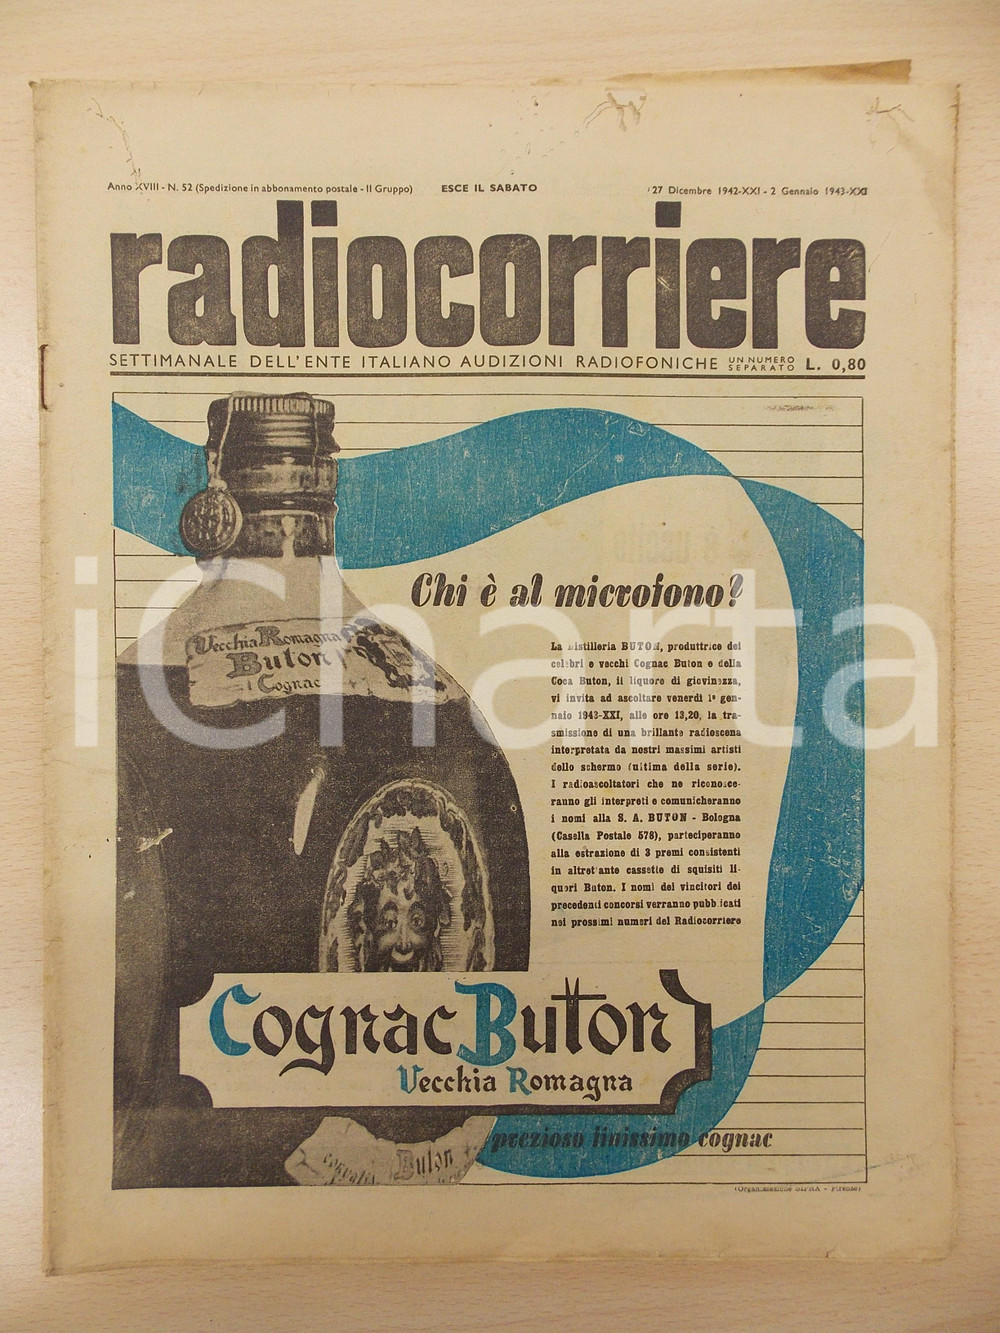 Anno XVIII - N. 52 (Spedizione in abbonamento postale - II Gruppo) ESCE IL SABATO 27 Dicembre 1942-XXI - 2 Gennaio 1943-XXI
radiocorriere
SETTIMANALE DELL'ENTE ITALIANO AUDIZIONI RADIOFONICHE UN NUMERO SEPARATO L. 0,80
Chi è al microfono?
La Distilleria BUTON, produttrice dei
celebri e vecchi Cognac Buton e della
Coca Buton, il liquore di giovinezza,
vi invita ad ascoltare venerdì 1º gen-
naio 1943-XXI, alle ore 13,20, la tra-
smissione di una brillante radioscena
interpretata da nostri massimi artisti
dello schermo (ultima della serie).
I radioascoltatori che ne riconosce-
ranno gli interpreti e comunicheranno
i nomi alla S. A. BUTON - Bologna
(Casella Postale 578), parteciperanno
alla estrazione di 3 premi consistenti
in altrettante cassette di squisiti li-
quori Buton. I nomi dei vincitori dei
precedenti concorsi verranno pubblicati
nei prossimi numeri del Radiocorriere
Vecchia Romagna
Buton
Cognac
iCharta
Cognac Buton
Vecchia Romagna
prezioso finissimo cognac
Buton
(Organizzazione SIPRA - Firenze)